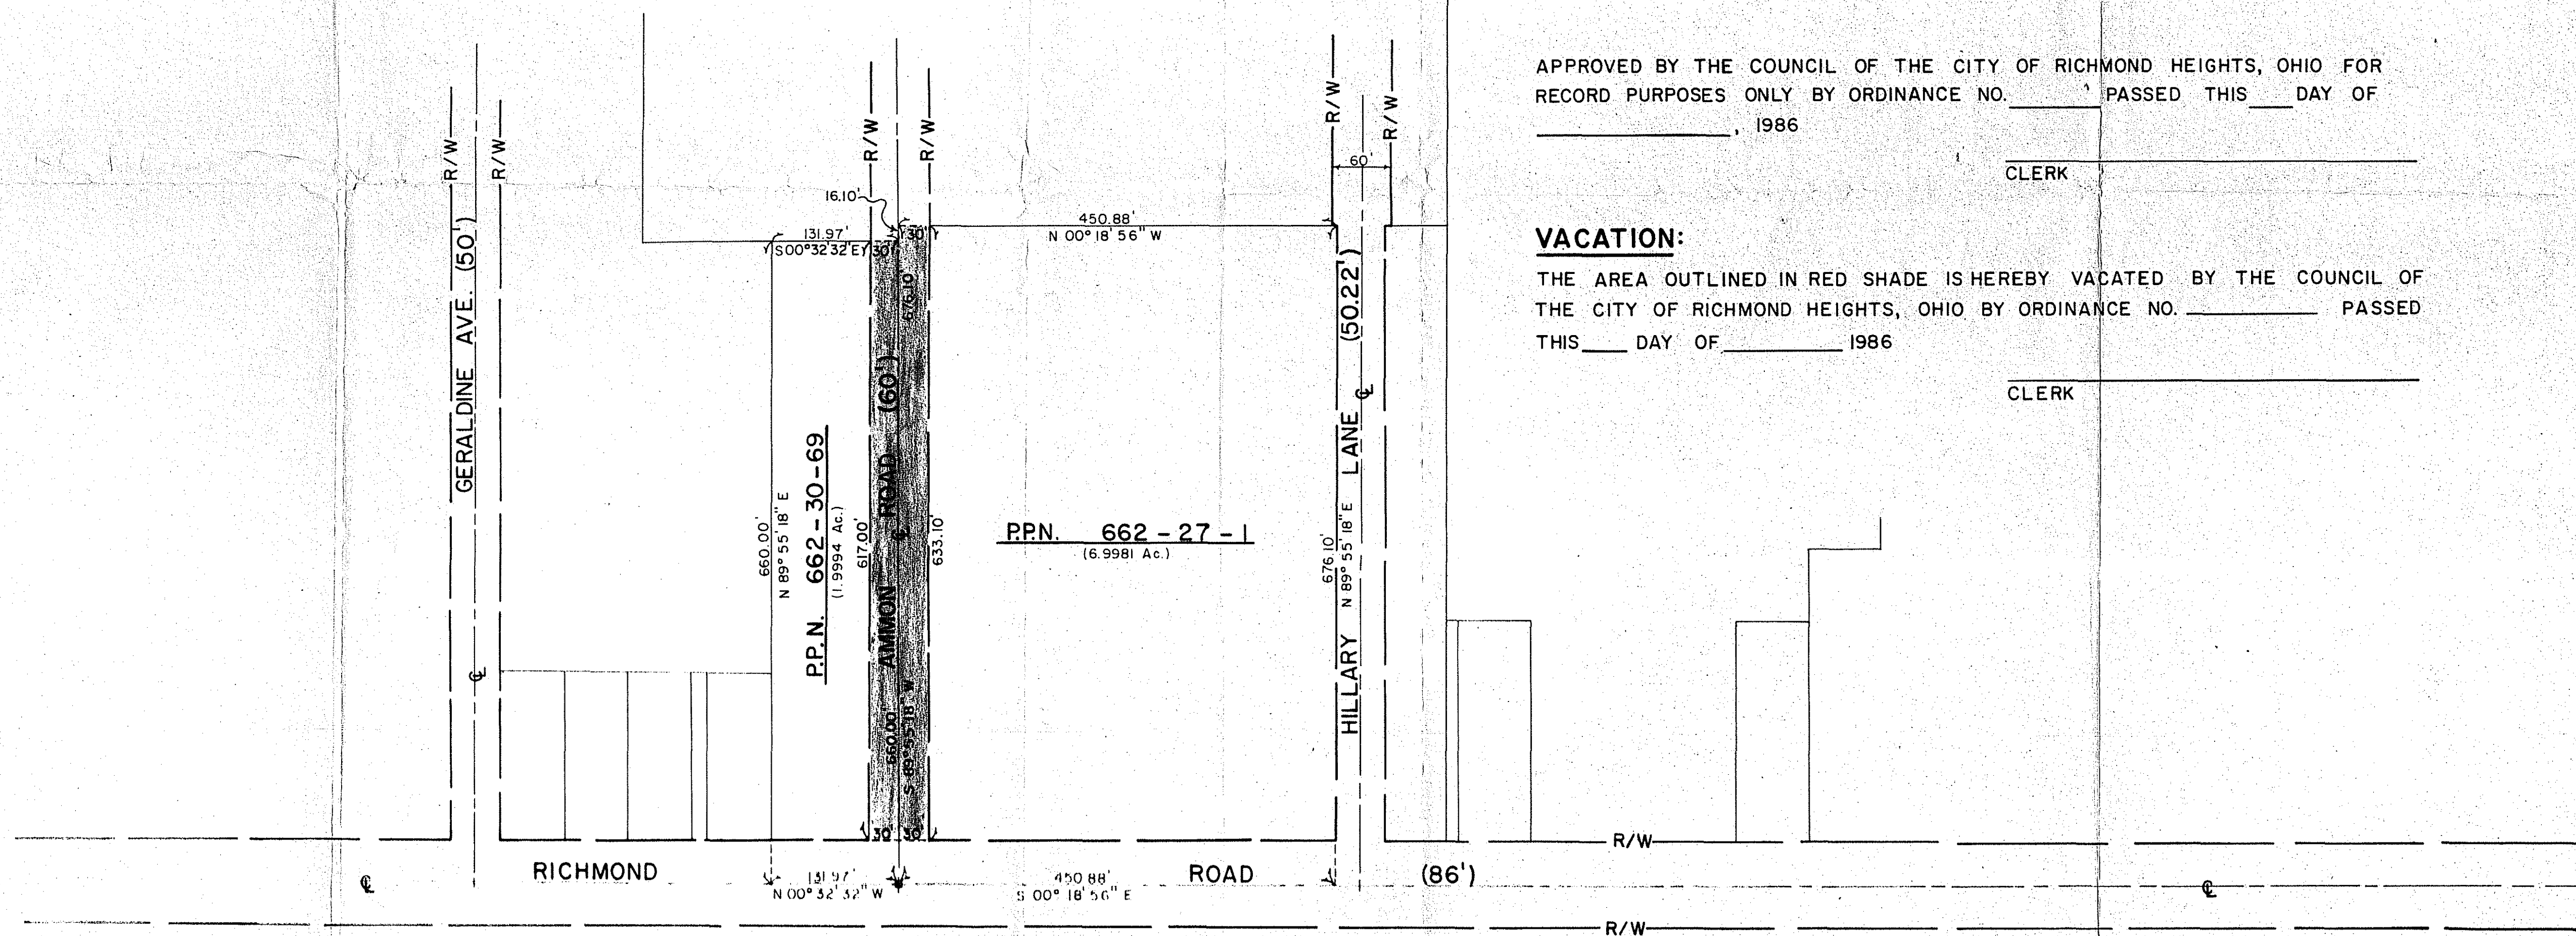 APPROVED BY THE COUNCIL OF THE CITY OF RICHMOND HEIGHTS, OHIO FOR
RECORD PURPOSES ONLY BY ORDINANCE NO. PASSED THIS DAY OF
, 1986
CLERK
VACATION:
THE AREA OUTLINED IN RED SHADE IS HEREBY VACATED BY THE COUNCIL OF
THE CITY OF RICHMOND HEIGHTS, OHIO BY ORDINANCE NO. PASSED
THIS DAY OF 1986
CLERK
R/W
R/W
R/W
R/W
R/W
R/W
60'
16.10'
131.97'
S00°32'32"E
30'
30'
450.88'
N 00° 18' 56" W
GERALDINE AVE. (50')
660.00'
N 89° 55' 18" E
P.P.N. 662-30-69
(1.9994 Ac.)
617.00'
AMMON ROAD (60')
676.10'
660.00'
S 89° 55' 18" W
℄
633.10'
P.P.N. 662-27-1
(6.9981 Ac.)
676.10'
N 89° 55' 18" E
HILLARY LANE (50.22')
℄
℄
30' 30'
R/W
RICHMOND ROAD (86')
℄
131.97'
N 00° 32' 32" W
450.88'
S 00° 18' 56" E
℄
R/W